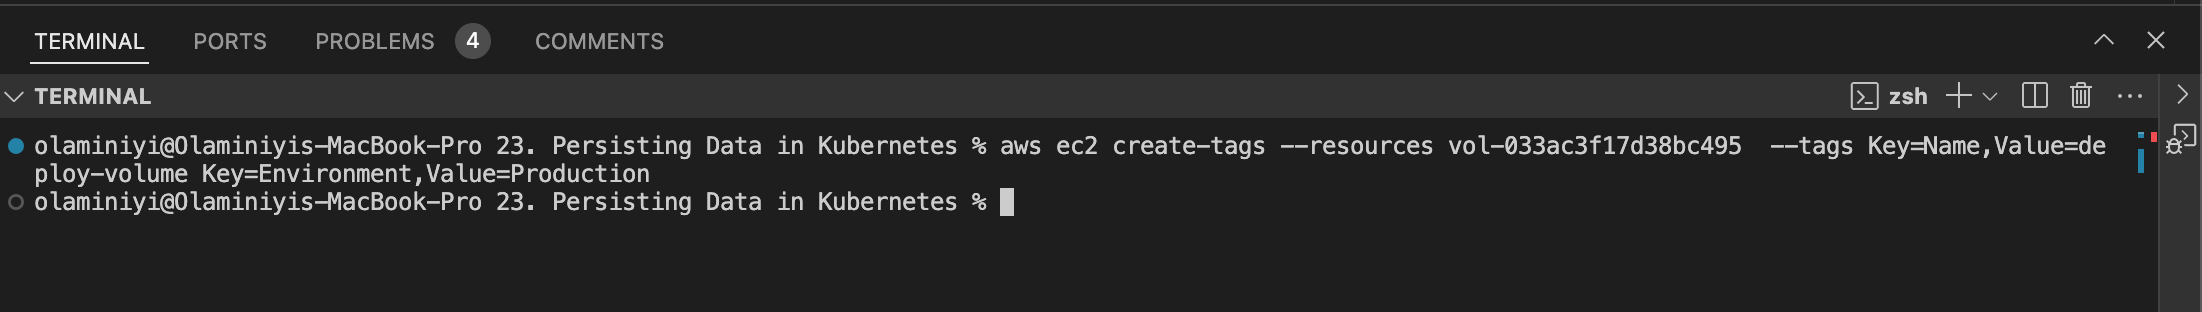 TERMINAL PORTS PROBLEMS 4 COMMENTS
TERMINAL zsh
olaminiyi@Olaminiyis-MacBook-Pro 23. Persisting Data in Kubernetes % aws ec2 create-tags --resources vol-033ac3f17d38bc495  --tags Key=Name,Value=de
ploy-volume Key=Environment,Value=Production
olaminiyi@Olaminiyis-MacBook-Pro 23. Persisting Data in Kubernetes %